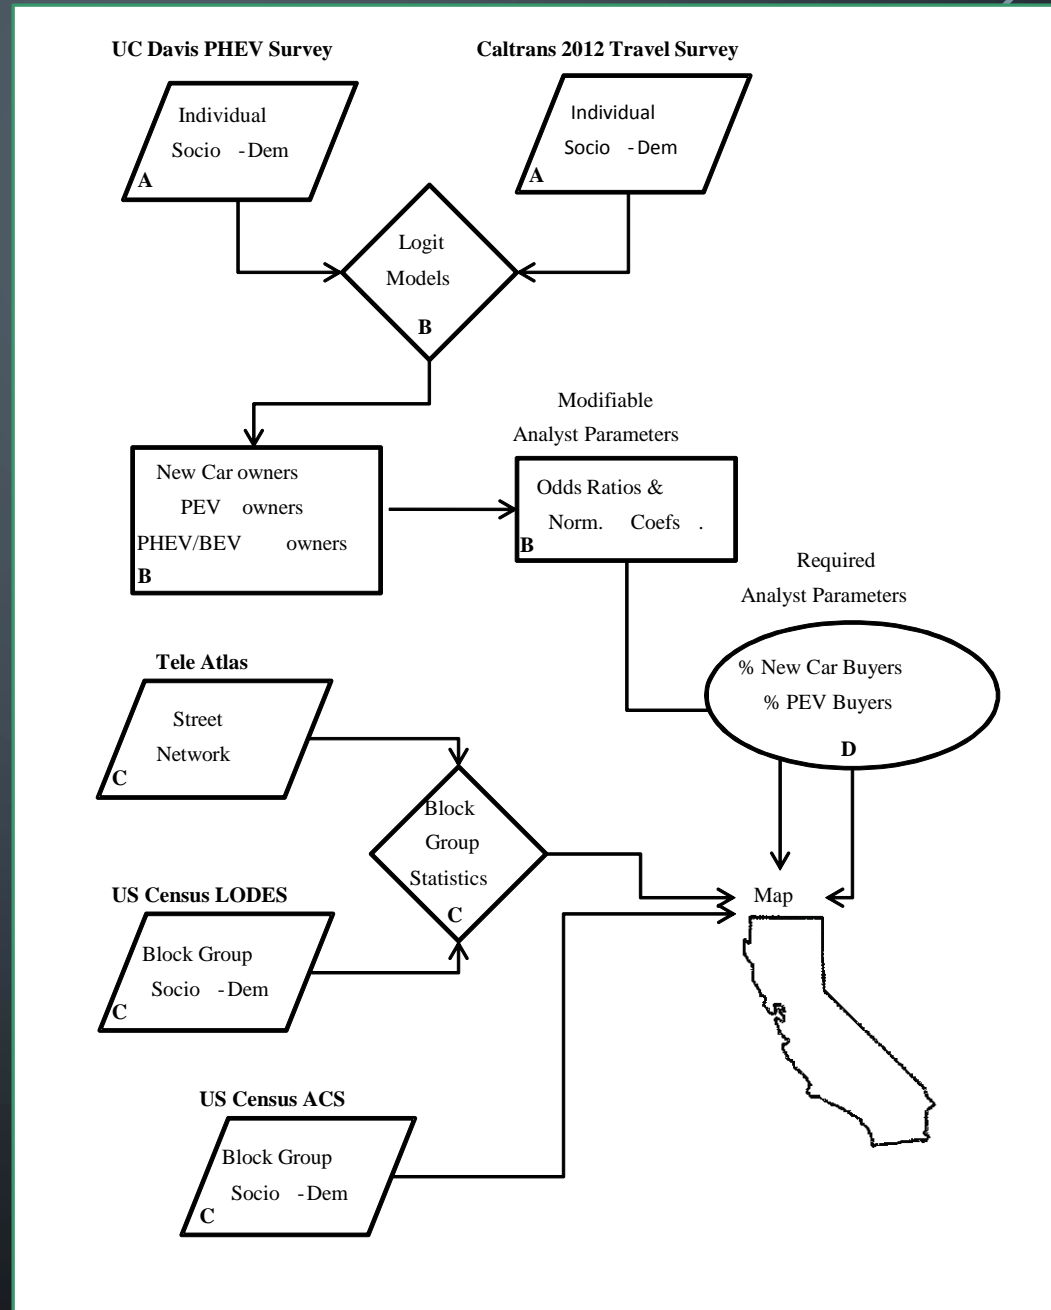 UC Davis PHEV Survey
Individual
Socio - Dem
A
Caltrans 2012 Travel Survey
Individual
Socio - Dem
A
Logit
Models
B
New Car owners
PEV owners
PHEV/BEV owners
B
Modifiable
Analyst Parameters
Odds Ratios &
Norm. Coefs .
B
Required
Analyst Parameters
% New Car Buyers
% PEV Buyers
D
Tele Atlas
Street
Network
C
Block
Group
Statistics
C
US Census LODES
Block Group
Socio - Dem
C
Map
US Census ACS
Block Group
Socio - Dem
C